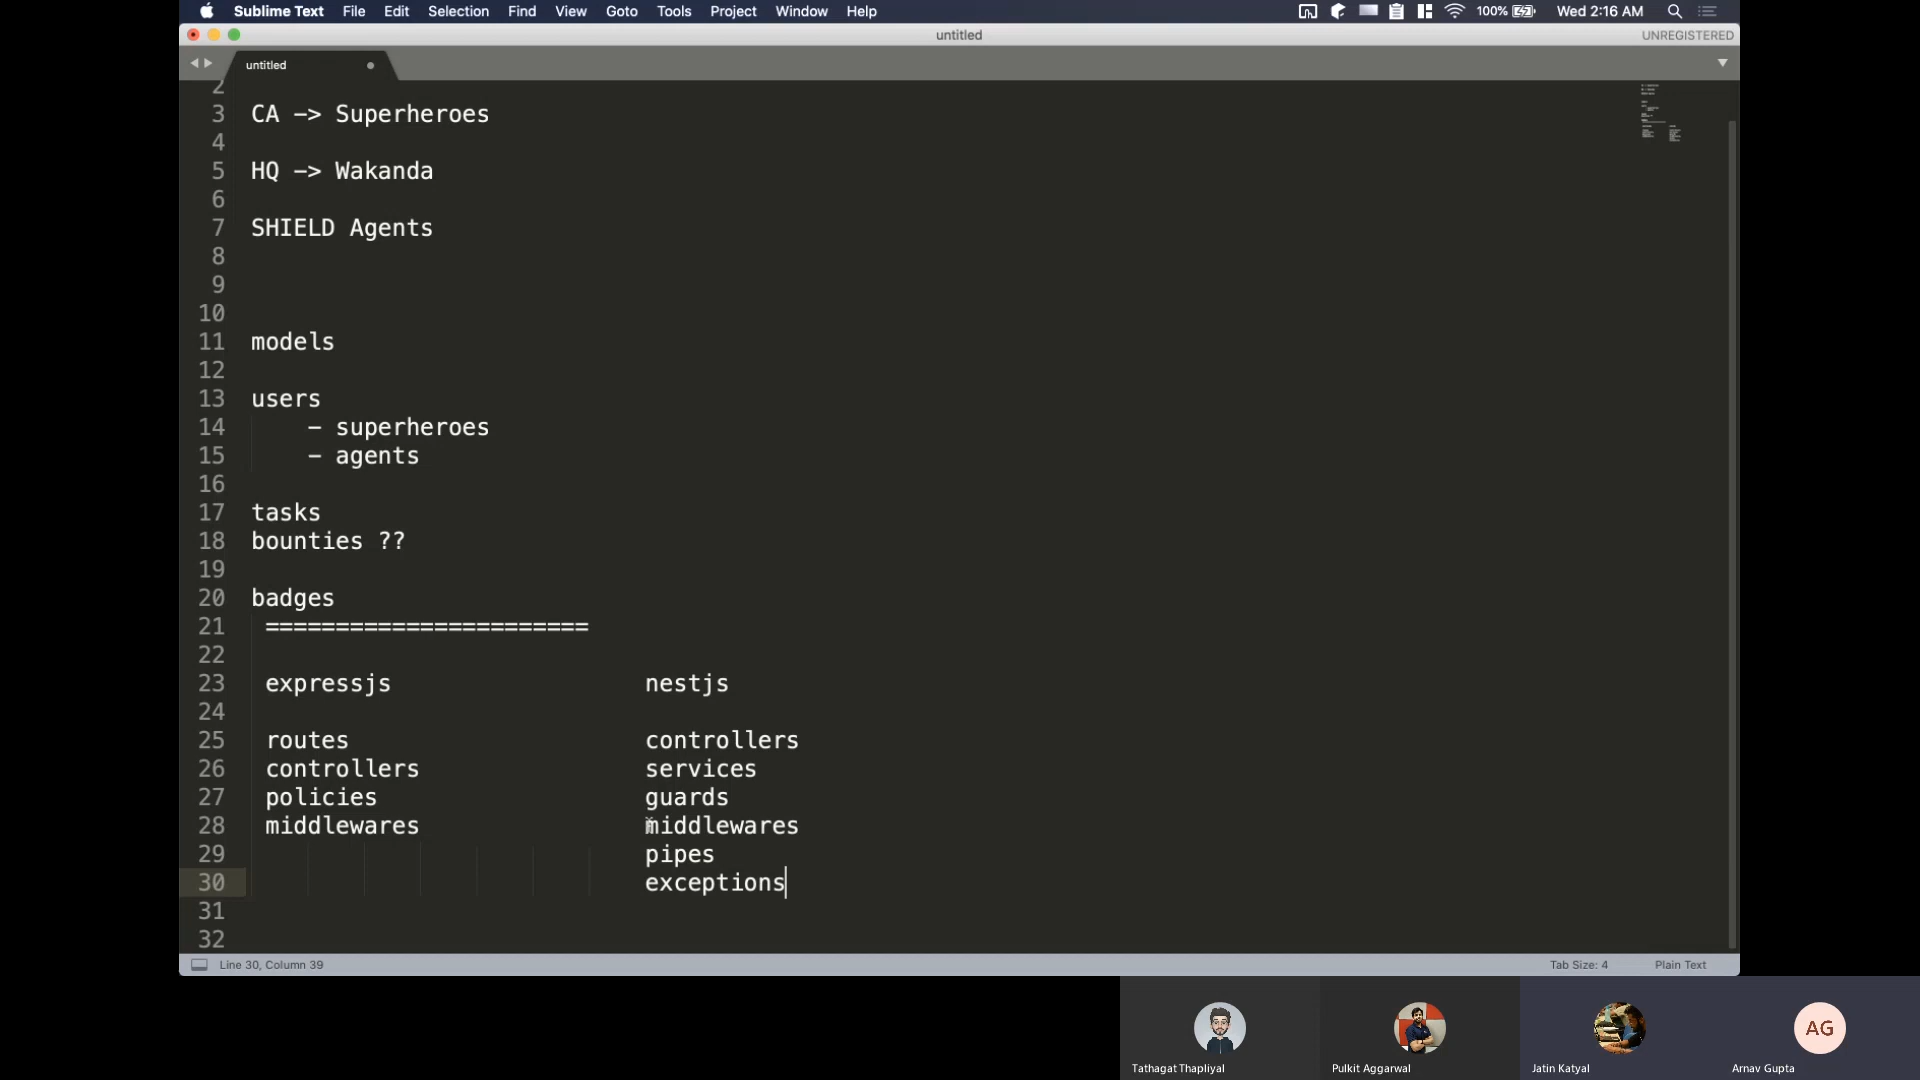 Sublime Text File Edit Selection Find View Goto Tools Project Window Help 100% Wed 2:16 AM
untitled UNREGISTERED
untitled
2
3 CA -> Superheroes
4
5 HQ -> Wakanda
6
7 SHIELD Agents
8
9
10
11 models
12
13 users
14 - superheroes
15 - agents
16
17 tasks
18 bounties ??
19
20 badges
21 =======================
22
23 expressjs nestjs
24
25 routes controllers
26 controllers services
27 policies guards
28 middlewares middlewares
29 pipes
30 exceptions
31
32
Line 30, Column 39 Tab Size: 4 Plain Text
AG
Tathagat Thapliyal Pulkit Aggarwal Jatin Katyal Arnav Gupta